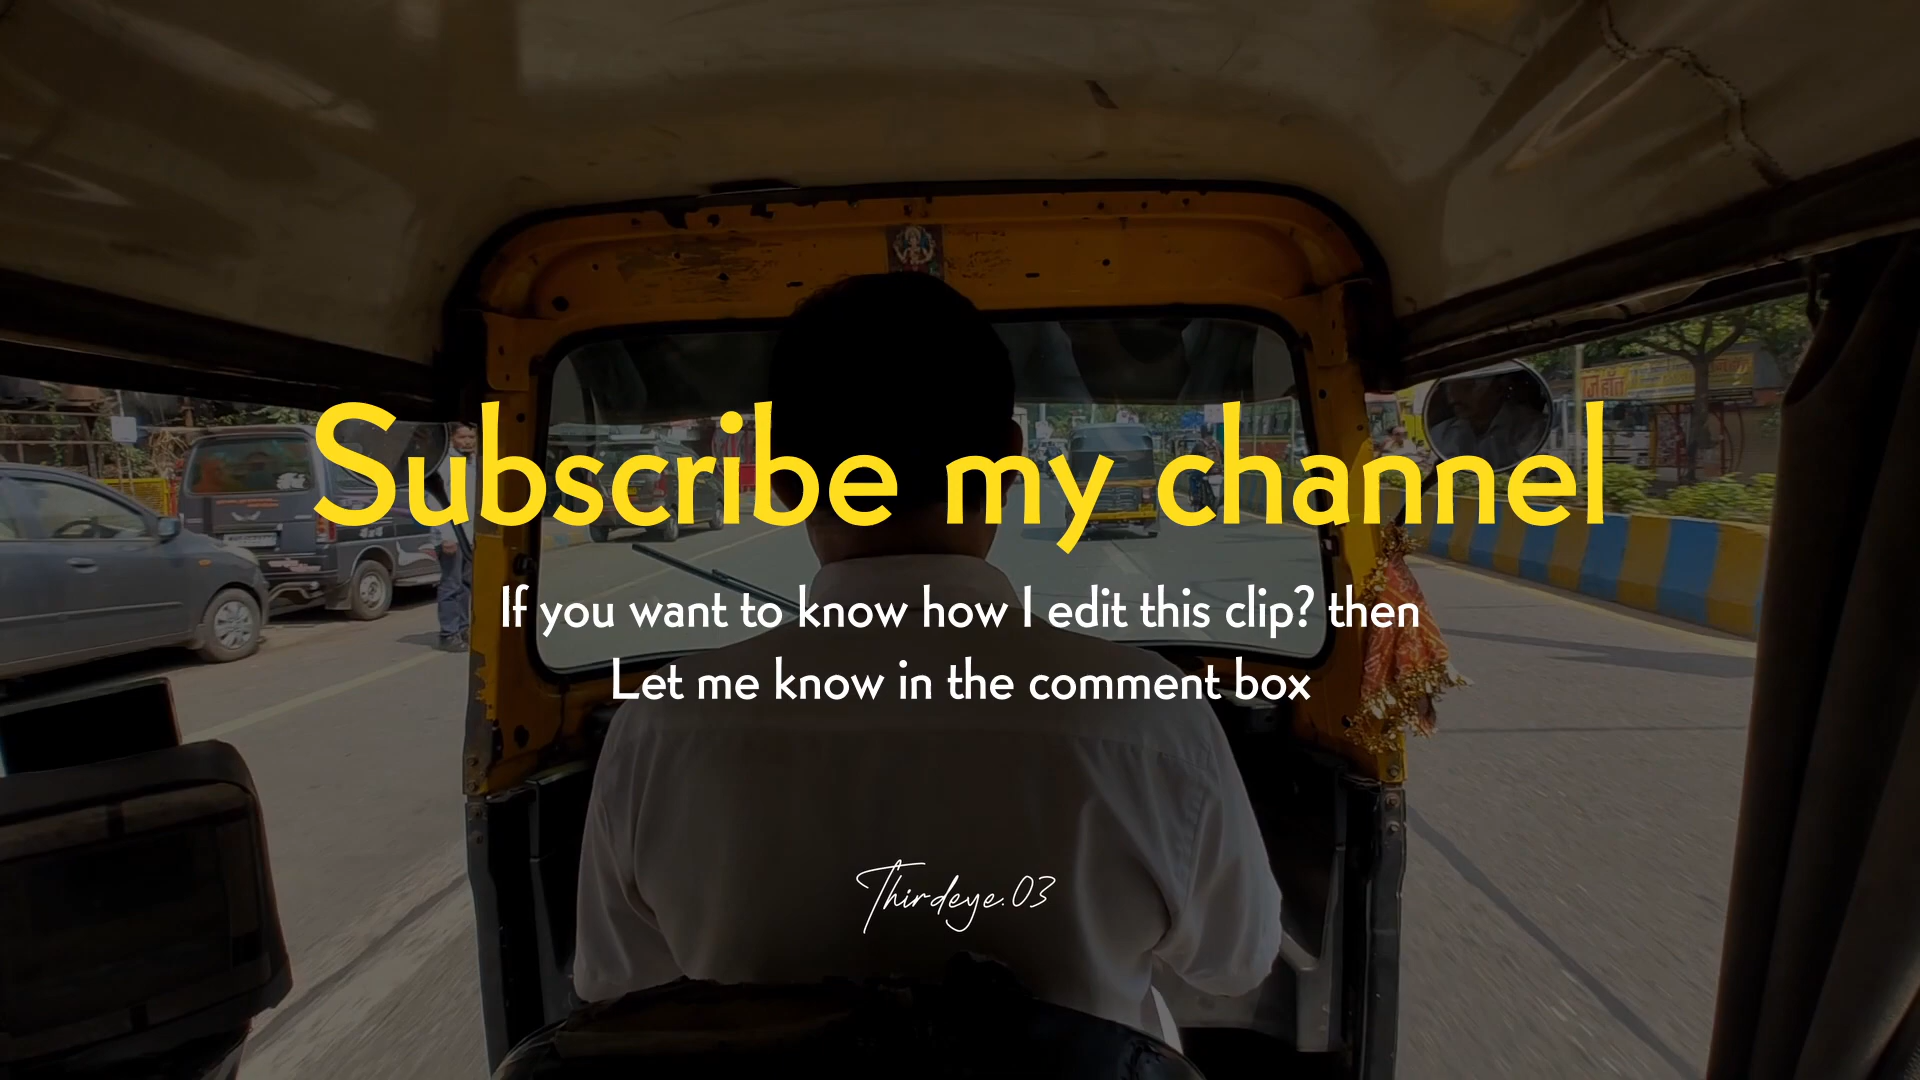 Subscribe my channel
If you want to know how I edit this clip? then
Let me know in the comment box
Thirdeye.03